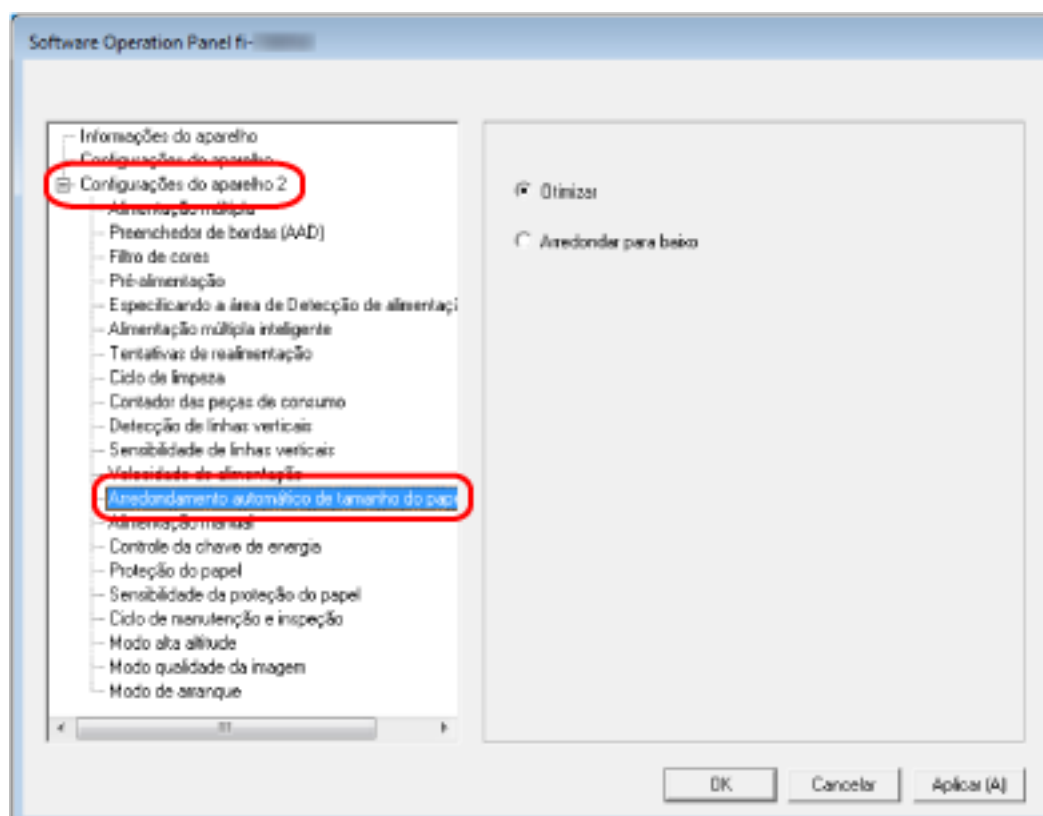 Software Operation Panel fi-
Informações do aparelho
Configurações do aparelho
Configurações do aparelho 2
Alimentação múltipla
Preenchedor de bordas (AAD)
Filtro de cores
Pré-alimentação
Especificando a área de Detecção de alimentaçã
Alimentação múltipla inteligente
Tentativas de realimentação
Ciclo de limpeza
Contador das peças de consumo
Detecção de linhas verticais
Sensibilidade de linhas verticais
Velocidade de alimentação
Arredondamento automático de tamanho do pape
Alimentação manual
Controle da chave de energia
Proteção do papel
Sensibilidade da proteção do papel
Ciclo de manutenção e inspeção
Modo alta altitude
Modo qualidade da imagem
Modo de arranque
Otimizar
Arredondar para baixo
OK
Cancelar
Aplicar (A)